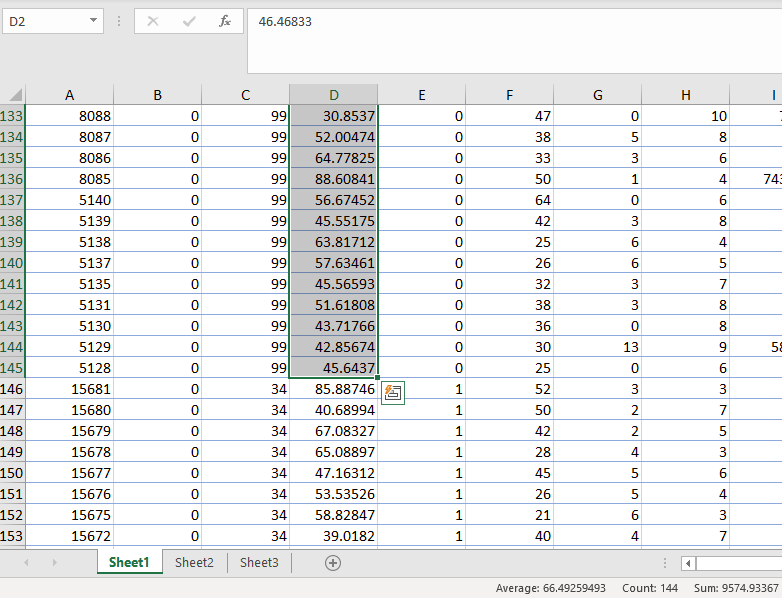 D2 fx 46.46833
A B C D E F G H I
133 8088 0 99 30.8537 0 47 0 10
134 8087 0 99 52.00474 0 38 5 8
135 8086 0 99 64.77825 0 33 3 6
136 8085 0 99 88.60841 0 50 1 4 743
137 5140 0 99 56.67452 0 64 0 6
138 5139 0 99 45.55175 0 42 3 8
139 5138 0 99 63.81712 0 25 6 4
140 5137 0 99 57.63461 0 26 6 5
141 5135 0 99 45.56593 0 32 3 7
142 5131 0 99 51.61808 0 38 3 8
143 5130 0 99 43.71766 0 36 0 8
144 5129 0 99 42.85674 0 30 13 9 58
145 5128 0 99 45.6437 0 25 0 6
146 15681 0 34 85.88746 1 52 3 3
147 15680 0 34 40.68994 1 50 2 7
148 15679 0 34 67.08327 1 42 2 5
149 15678 0 34 65.08897 1 28 4 3
150 15677 0 34 47.16312 1 45 5 6
151 15676 0 34 53.53526 1 26 5 4
152 15675 0 34 58.82847 1 21 6 3
153 15672 0 34 39.0182 1 40 4 7
Sheet1 Sheet2 Sheet3
Average: 66.49259493 Count: 144 Sum: 9574.93367